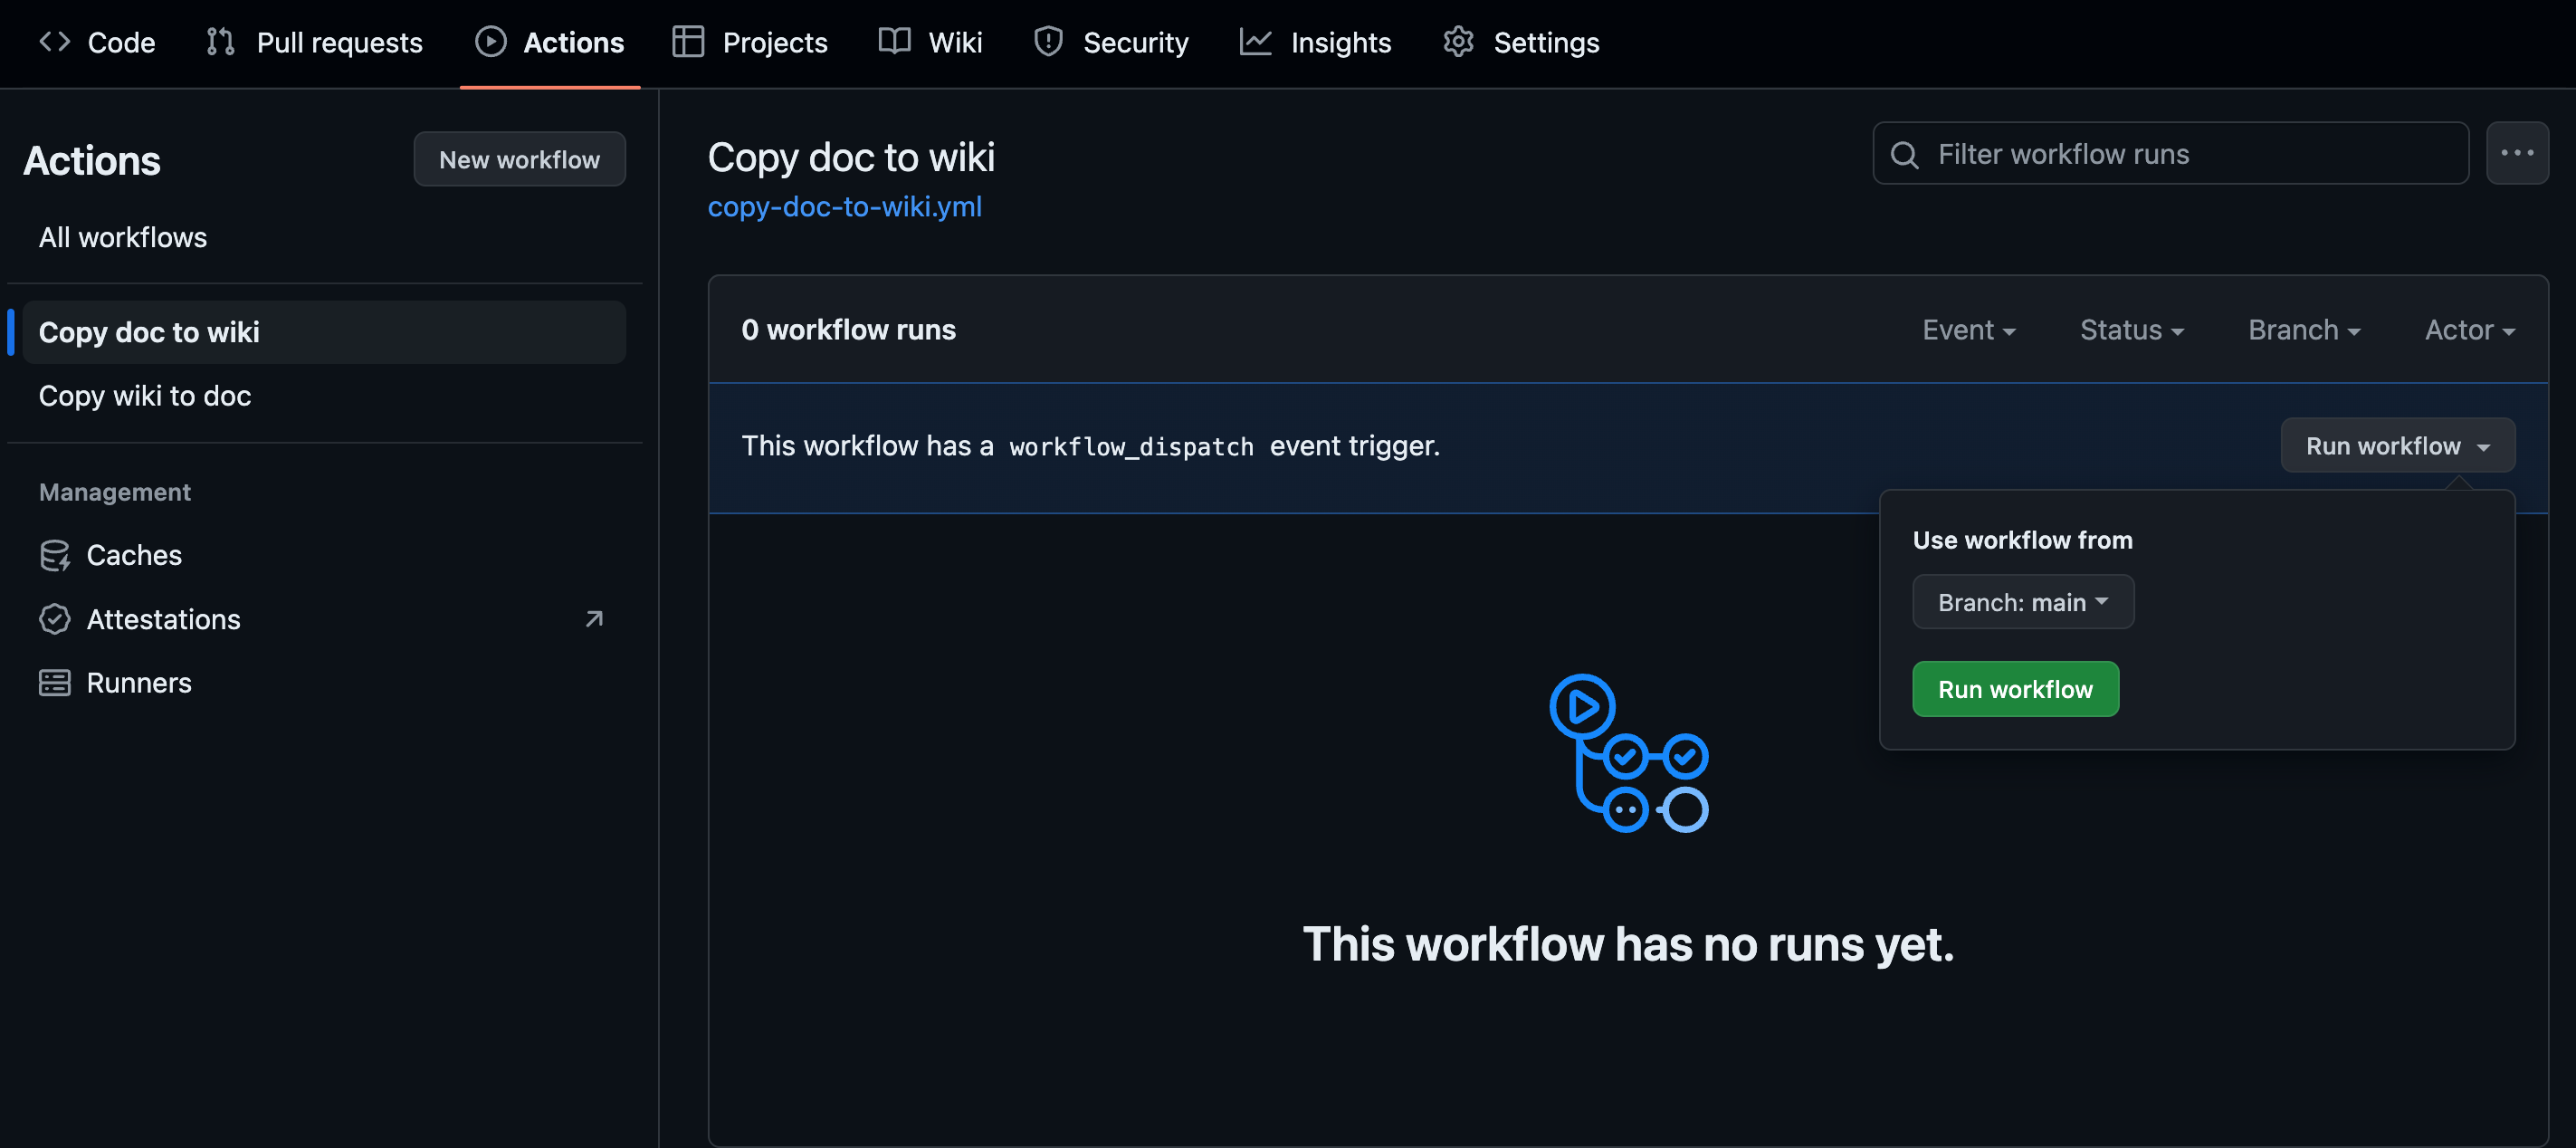 Code Pull requests Actions Projects Wiki Security Insights Settings
Actions
New workflow
All workflows
Copy doc to wiki
Copy wiki to doc
Management
Caches
Attestations
Runners
Copy doc to wiki
copy-doc-to-wiki.yml
Filter workflow runs
0 workflow runs
Event Status Branch Actor
This workflow has a workflow_dispatch event trigger.
Run workflow
Use workflow from
Branch: main
Run workflow
This workflow has no runs yet.